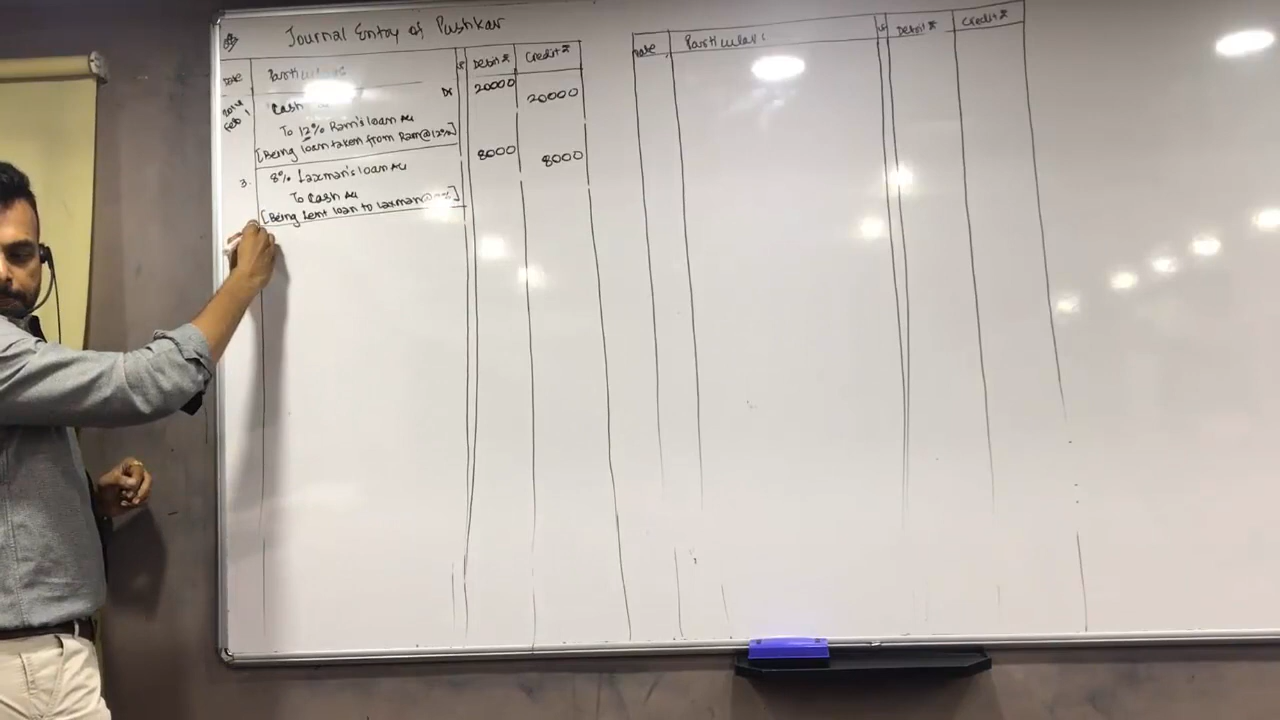 Journal Entry of Pushkar
Date Particulars LF Debit ₹ Credit ₹
Feb 1 Cash Dr 20000
To 12% Ram's loan A/c 20000
[Being loan taken from Ram@12%]
3. 8% Laxman's loan A/c 8000
To Cash A/c 8000
[Being Lent loan to Laxman@
Date Particulars LF Debit ₹ Credit ₹